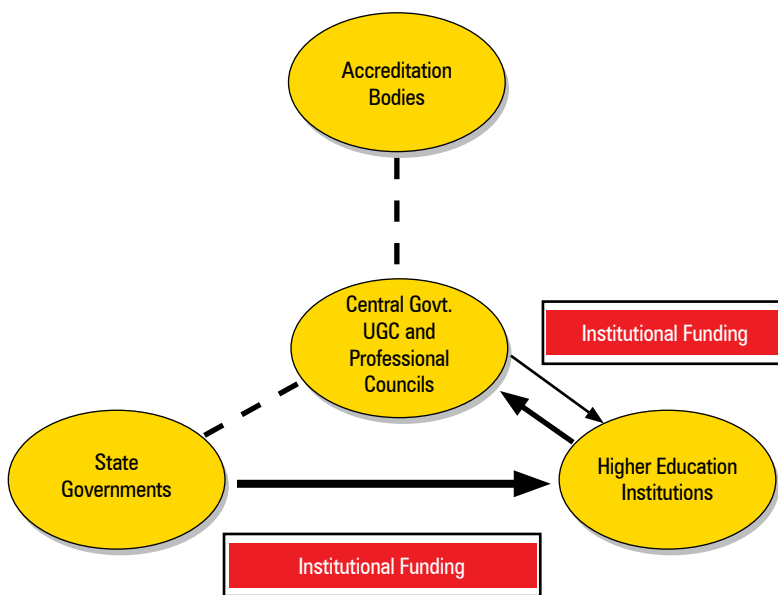 Accreditation
Bodies
Central Govt.
UGC and
Professional
Councils
Institutional Funding
State
Governments
Higher Education
Institutions
Institutional Funding